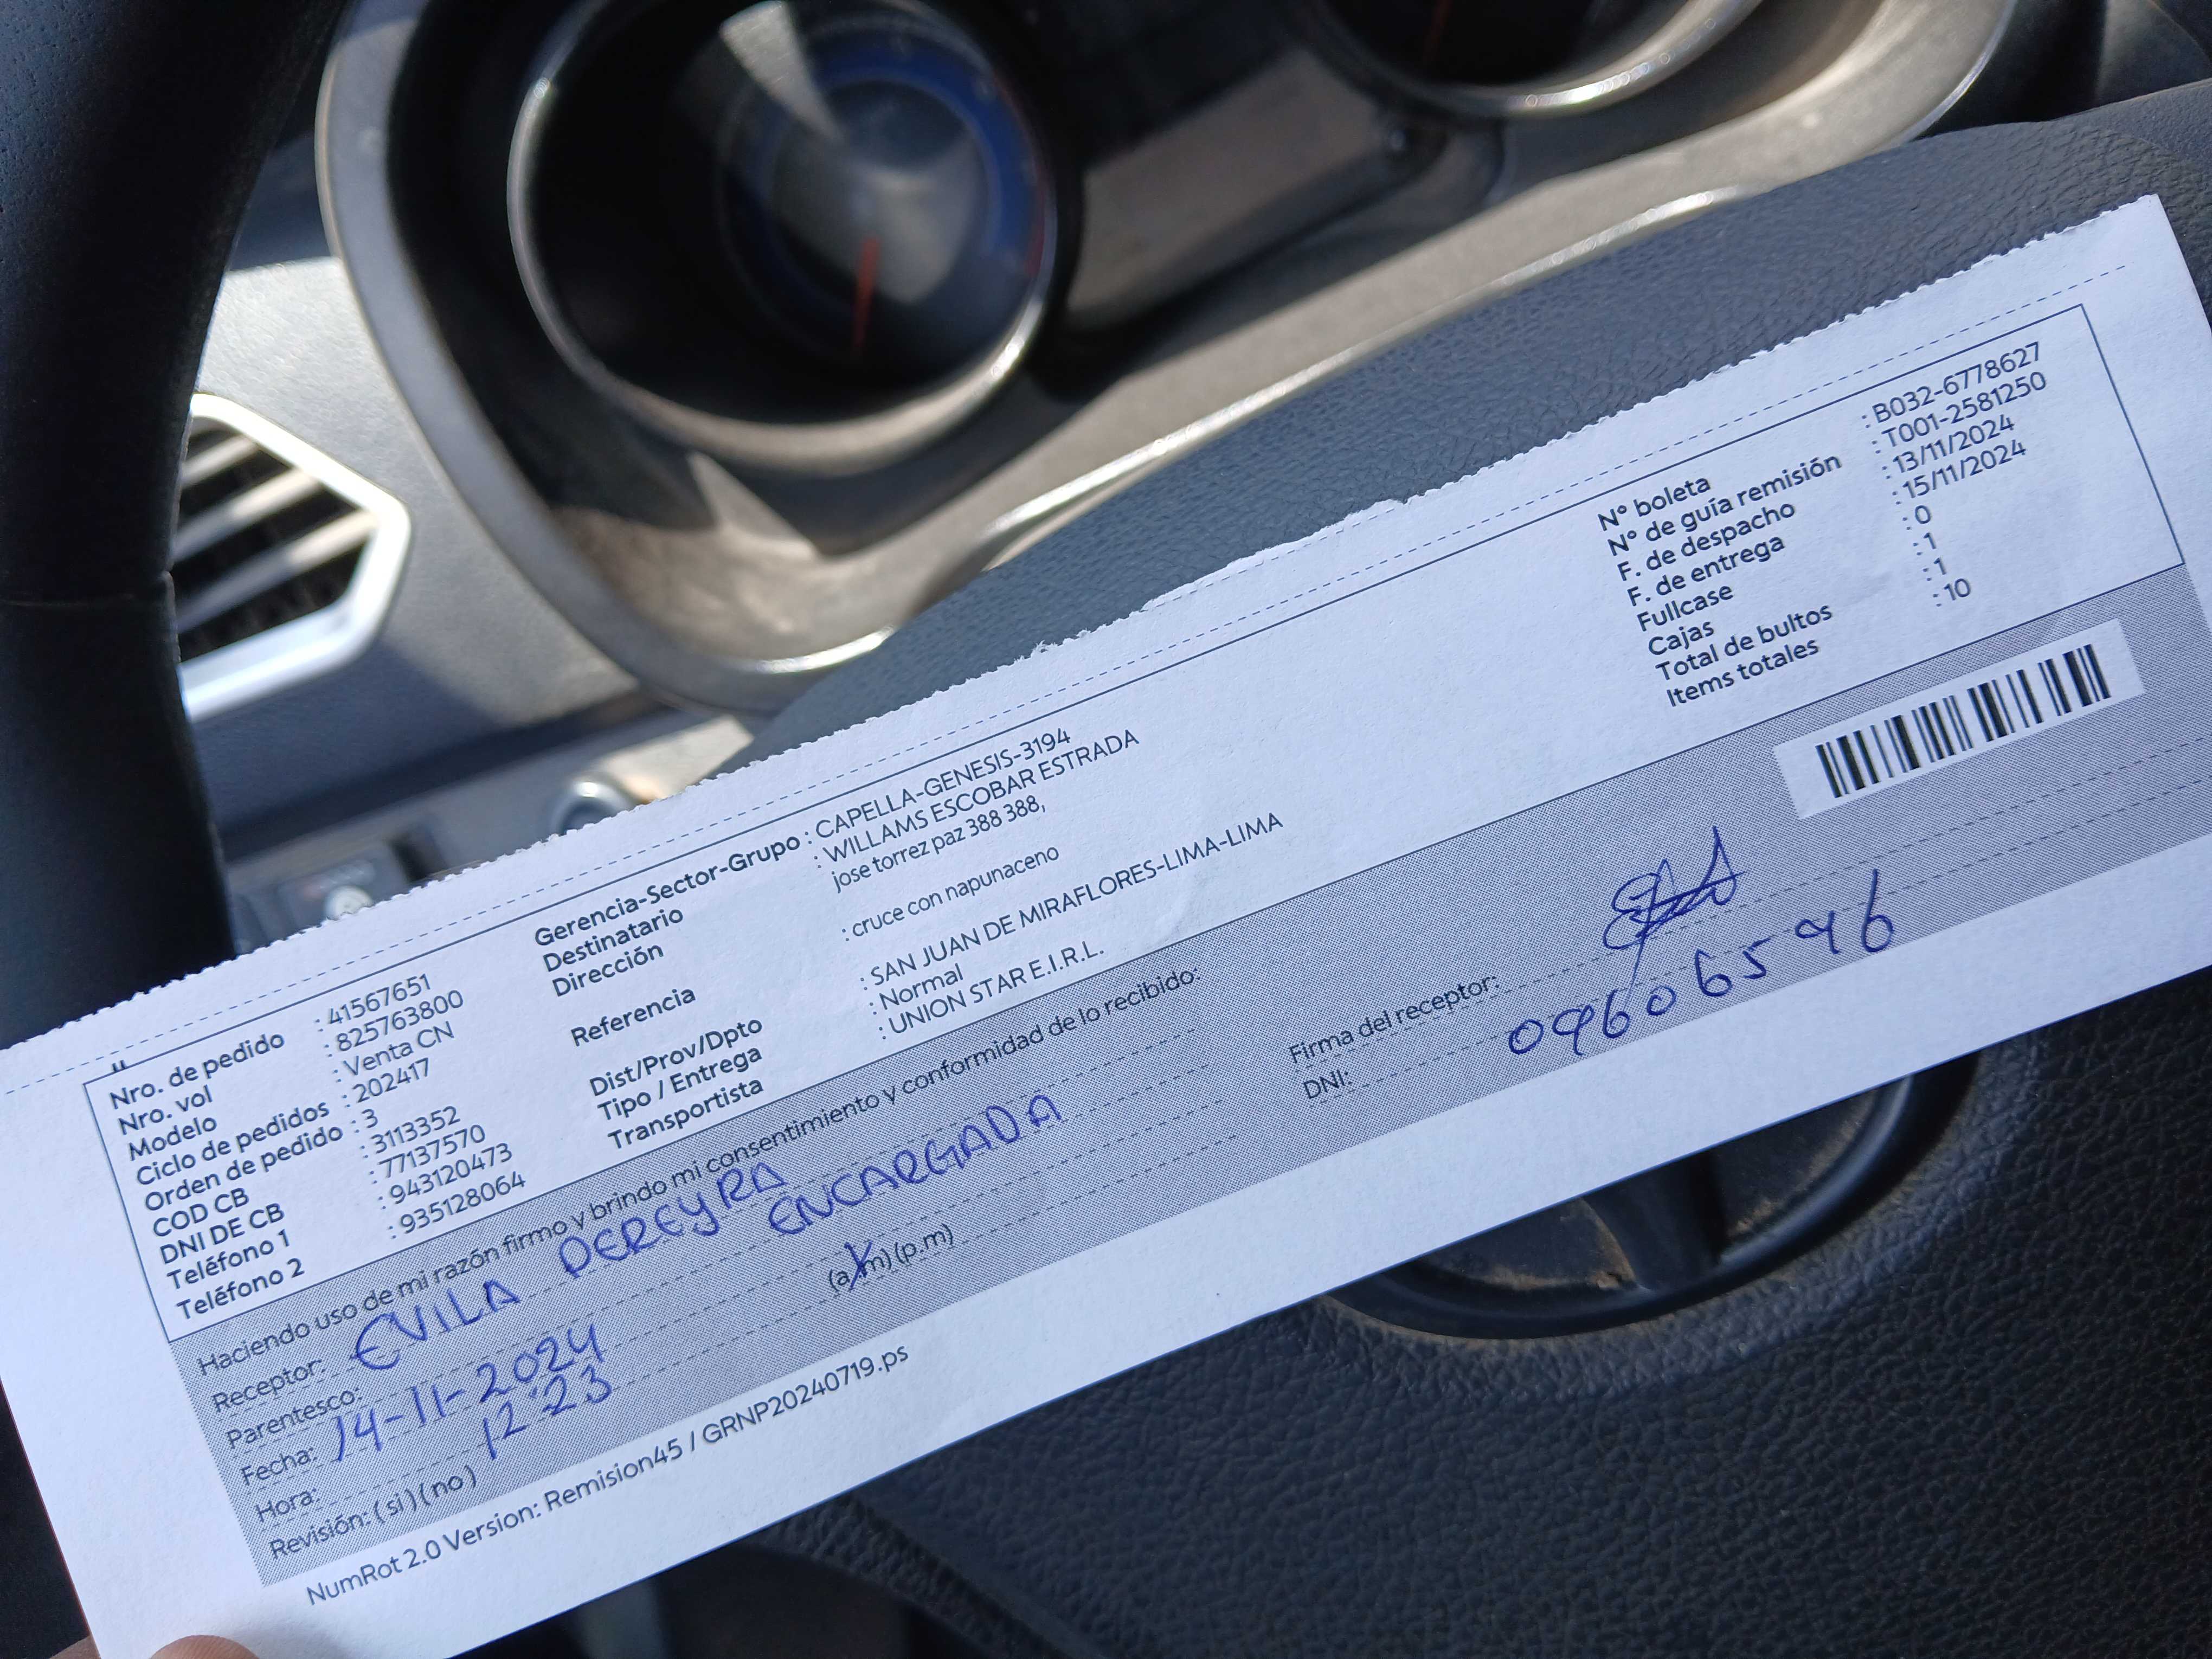 Nro. de pedido : 41567651
Nro. vol : 825763800
Modelo : Venta CN
Ciclo de pedidos : 202417
Orden de pedido : 3
COD CB : 3113352
DNI DE CB : 77137570
Teléfono 1 : 943120473
Teléfono 2 : 935128064
Gerencia-Sector-Grupo : CAPELLA-GENESIS-3194
Destinatario : WILLAMS ESCOBAR ESTRADA
Dirección jose torrez paz 388 388,
Referencia : cruce con napunaceno
Dist/Prov/Dpto : SAN JUAN DE MIRAFLORES-LIMA-LIMA
Tipo / Entrega : Normal
Transportista : UNION STAR E.I.R.L.
N° boleta : B032-6778627
N° de guía remisión : T001-2581250
F. de despacho : 13/11/2024
F. de entrega : 15/11/2024
Fullcase : 0
Cajas : 1
Total de bultos : 1
Items totales : 10
Haciendo uso de mi razón firmo y brindo mi consentimiento y conformidad de lo recibido:
Receptor: EVILA PEREYRA
Parentesco: ENCARGADA
Fecha: 14-11-2024
Hora: 12:23 (a.m) (p.m)
Revisión: ( si ) ( no )
Firma del receptor:
DNI: 09606596
NumRot 2.0 Version: Remision45 / GRNP20240719.ps